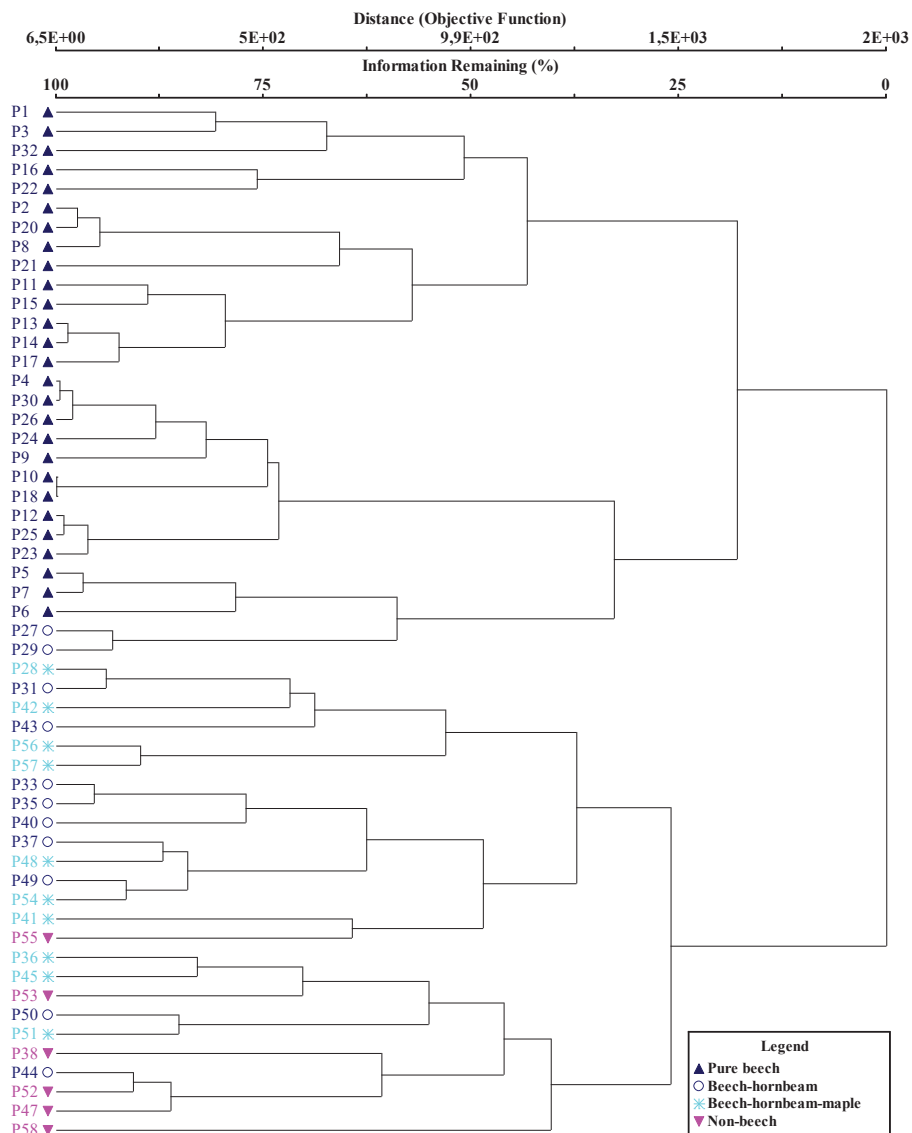 Distance (Objective Function)
6,5E+00 5E+02 9,9E+02 1,5E+03 2E+03
Information Remaining (%)
100 75 50 25 0
P1
P3
P32
P16
P22
P2
P20
P8
P21
P11
P15
P13
P14
P17
P4
P30
P26
P24
P9
P10
P18
P12
P25
P23
P5
P7
P6
P27
P29
P28
P31
P42
P43
P56
P57
P33
P35
P40
P37
P48
P49
P54
P41
P55
P36
P45
P53
P50
P51
P38
P44
P52
P47
P58
Legend
Pure beech
Beech-hornbeam
Beech-hornbeam-maple
Non-beech